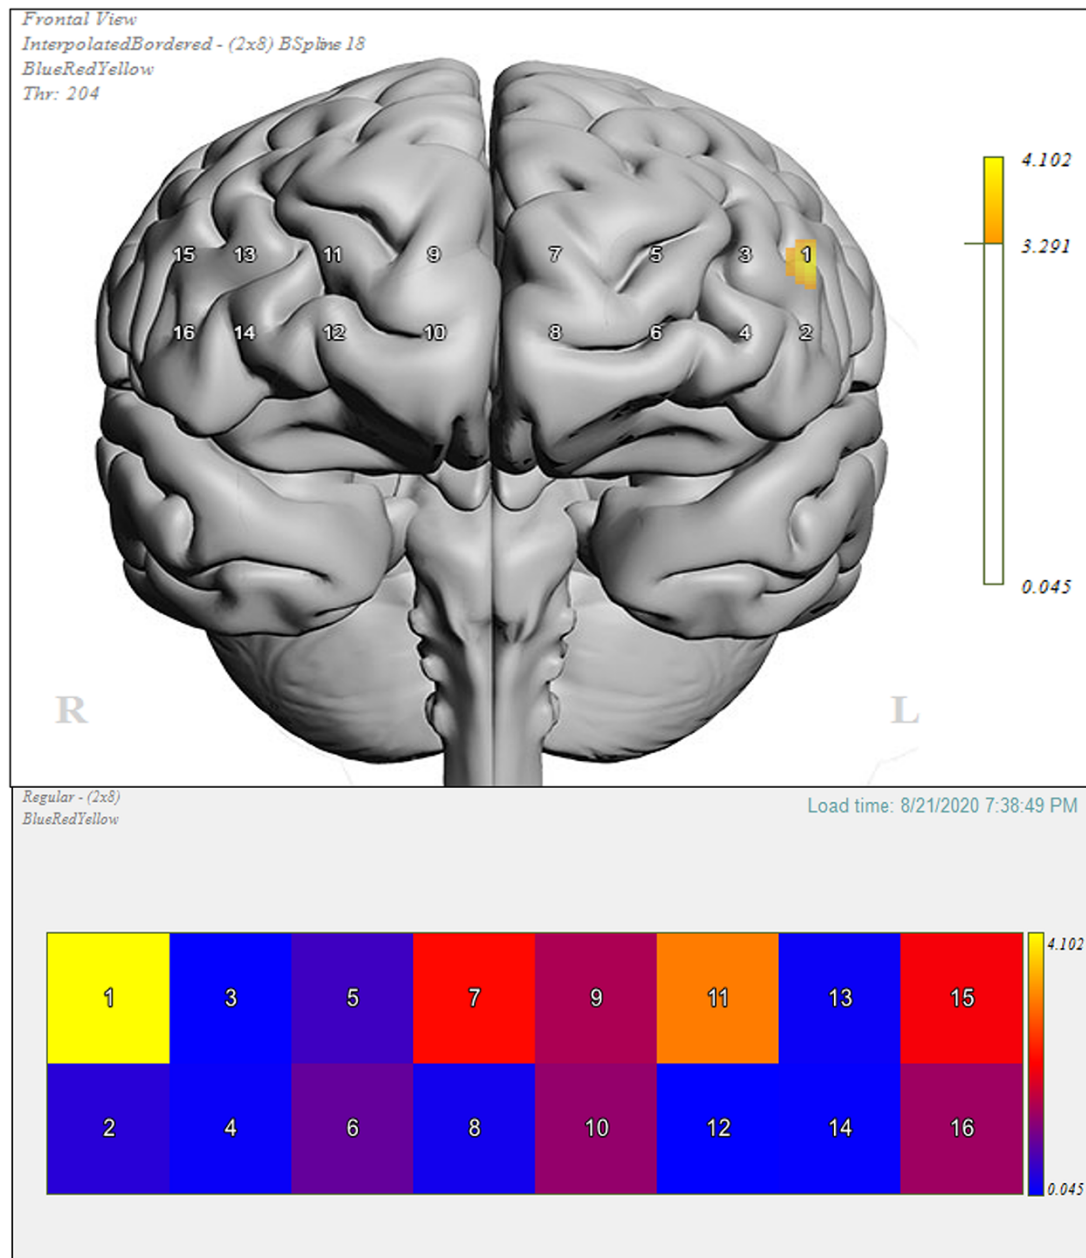 Frontal View
InterpolatedBordered - (2x8) BSpline 18
BlueRedYellow
Thr: 204
4.102
3.291
0.045
15 13 11 9 7 5 3 1
16 14 12 10 8 6 4 2
R L
Regular - (2x8)
BlueRedYellow
Load time: 8/21/2020 7:38:49 PM
4.102
1 3 5 7 9 11 13 15
2 4 6 8 10 12 14 16
0.045